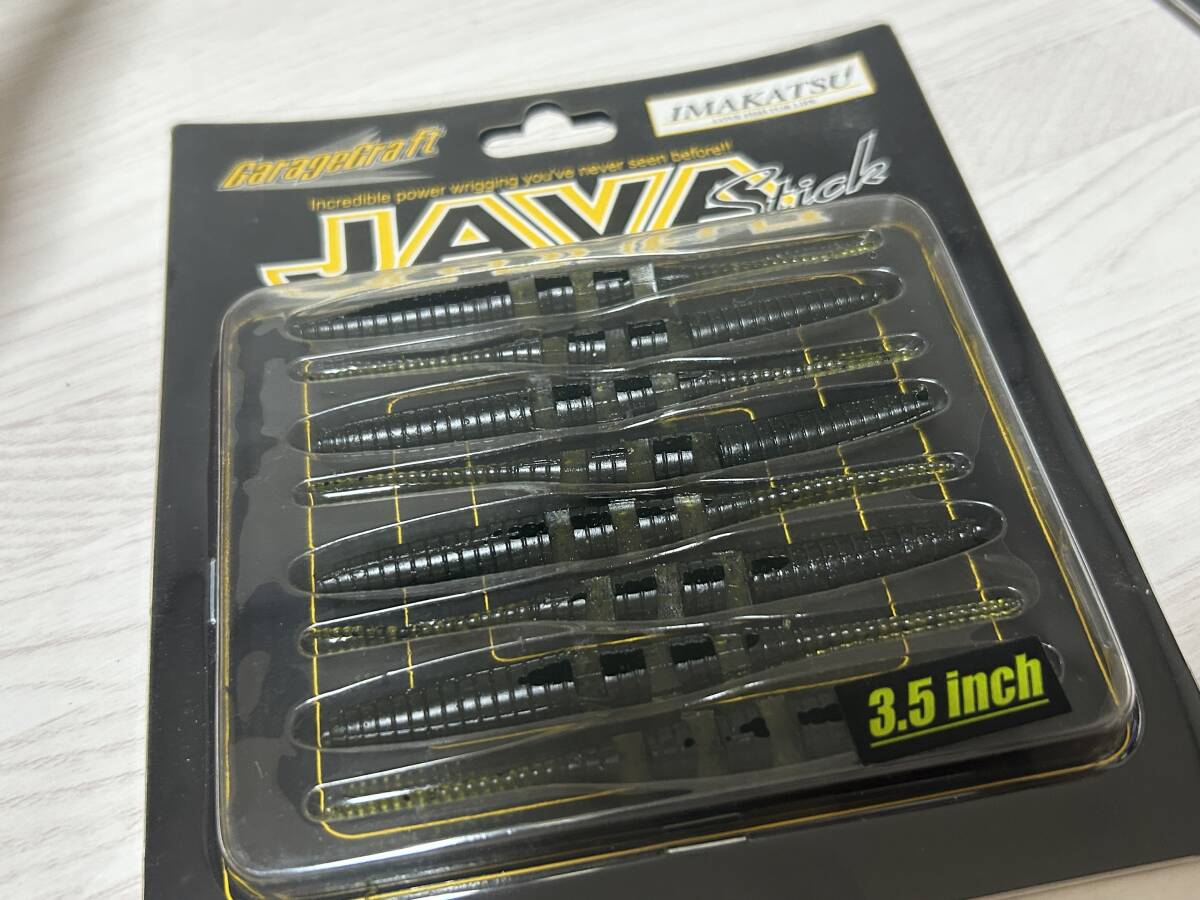 GarageCraft
IMAKATSU
Incredible power wrigging you've never seen before!!
JAVA Stick
3.5 inch